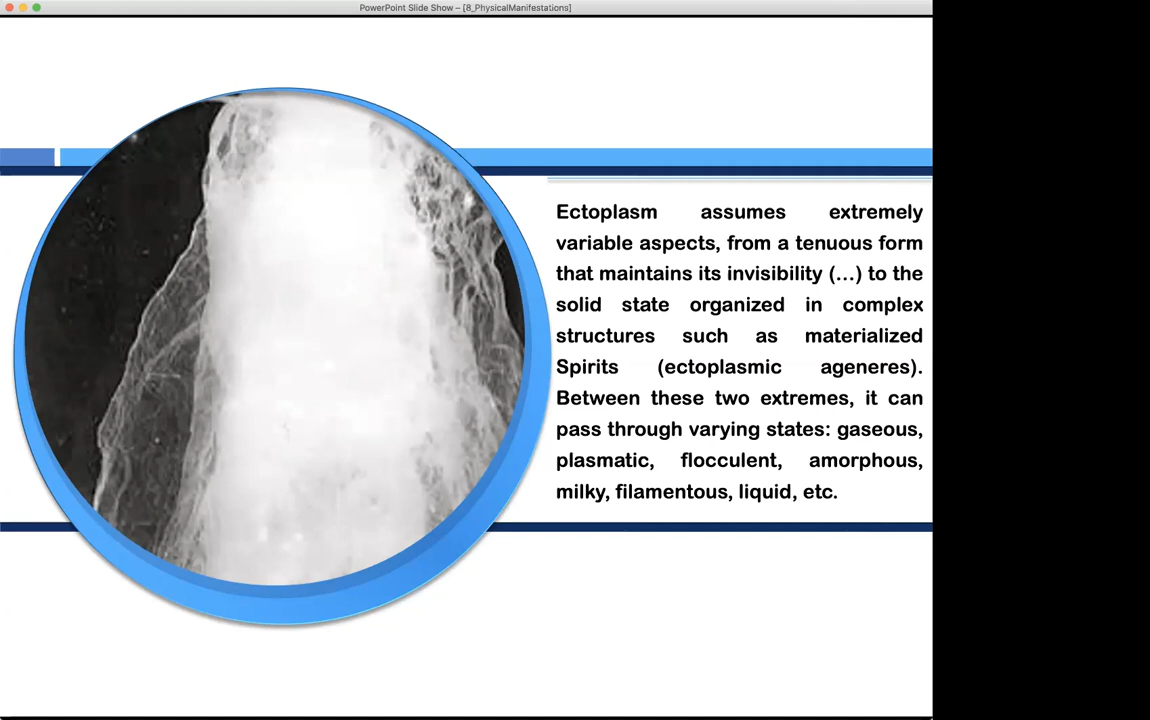 PowerPoint Slide Show – [8_PhysicalManifestations]
Ectoplasm assumes extremely
variable aspects, from a tenuous form
that maintains its invisibility (...) to the
solid state organized in complex
structures such as materialized
Spirits (ectoplasmic ageneres).
Between these two extremes, it can
pass through varying states: gaseous,
plasmatic, flocculent, amorphous,
milky, filamentous, liquid, etc.